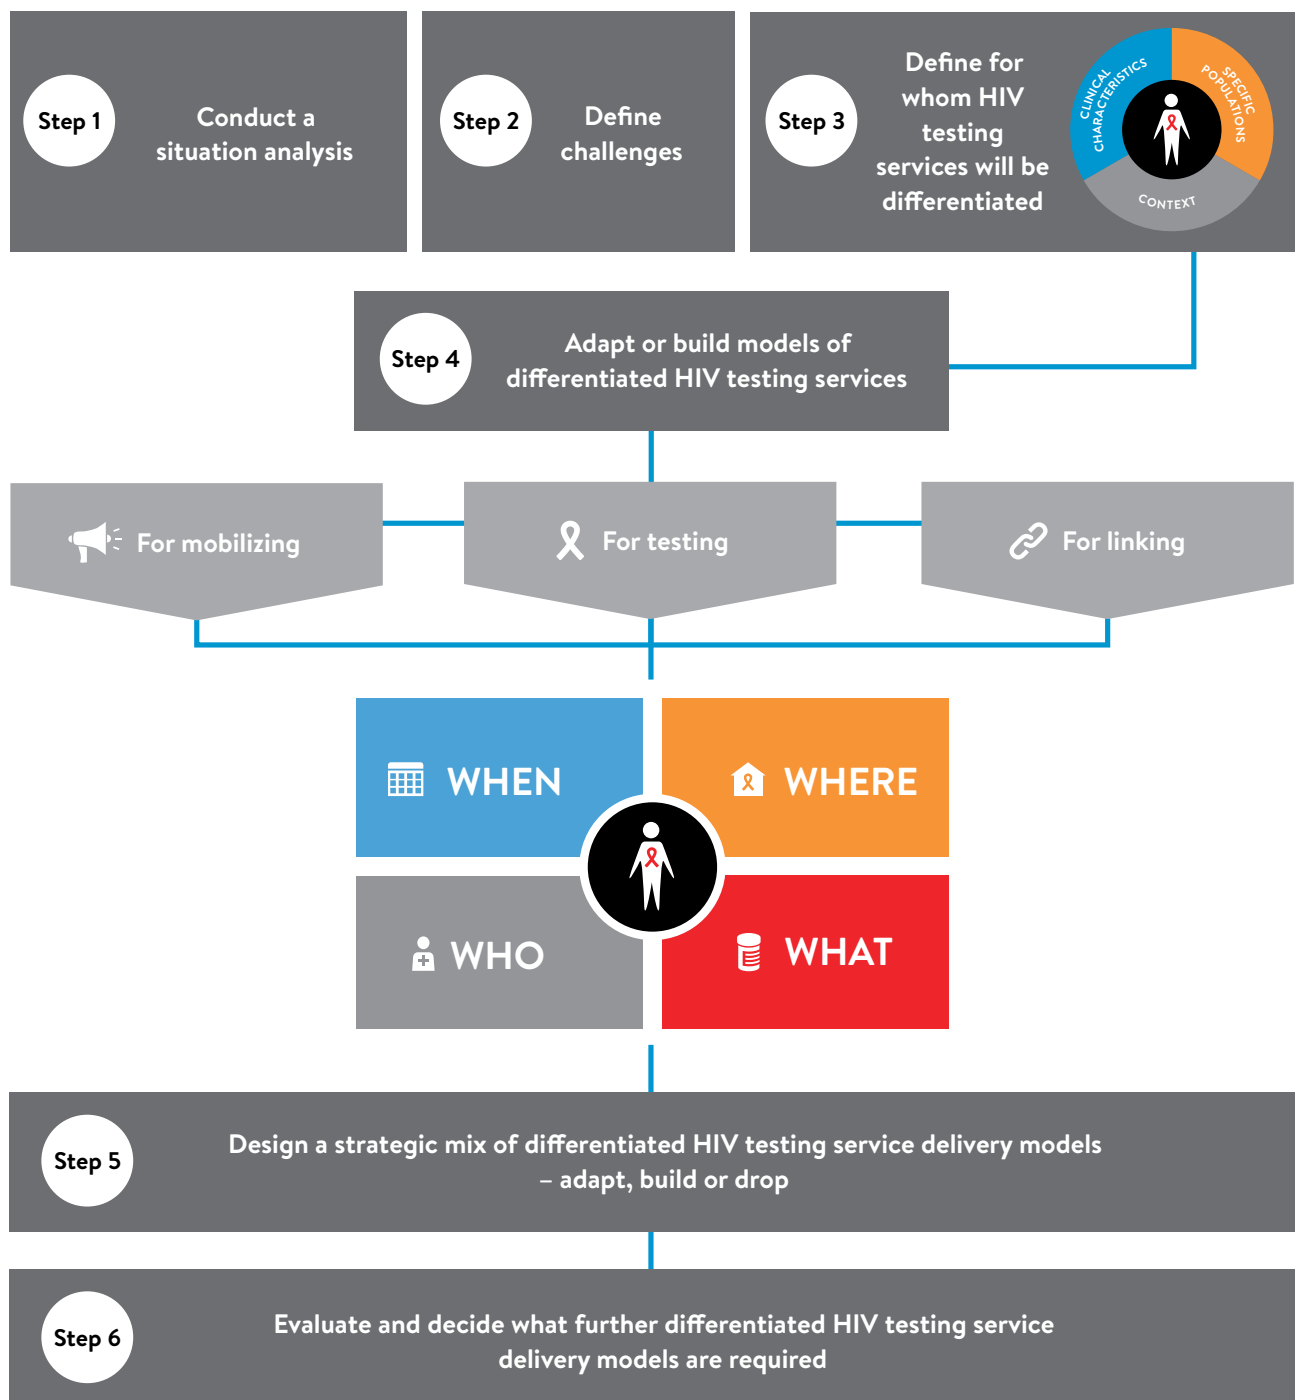 Step 1
Conduct a
situation analysis
Step 2
Define
challenges
Step 3
Define for
whom HIV
testing
services will be
differentiated
CLINICAL
CHARACTERISTICS
SPECIFIC
POPULATIONS
CONTEXT
Step 4
Adapt or build models of
differentiated HIV testing services
For mobilizing
For testing
For linking
WHEN
WHERE
WHO
WHAT
Step 5
Design a strategic mix of differentiated HIV testing service delivery models
– adapt, build or drop
Step 6
Evaluate and decide what further differentiated HIV testing service
delivery models are required